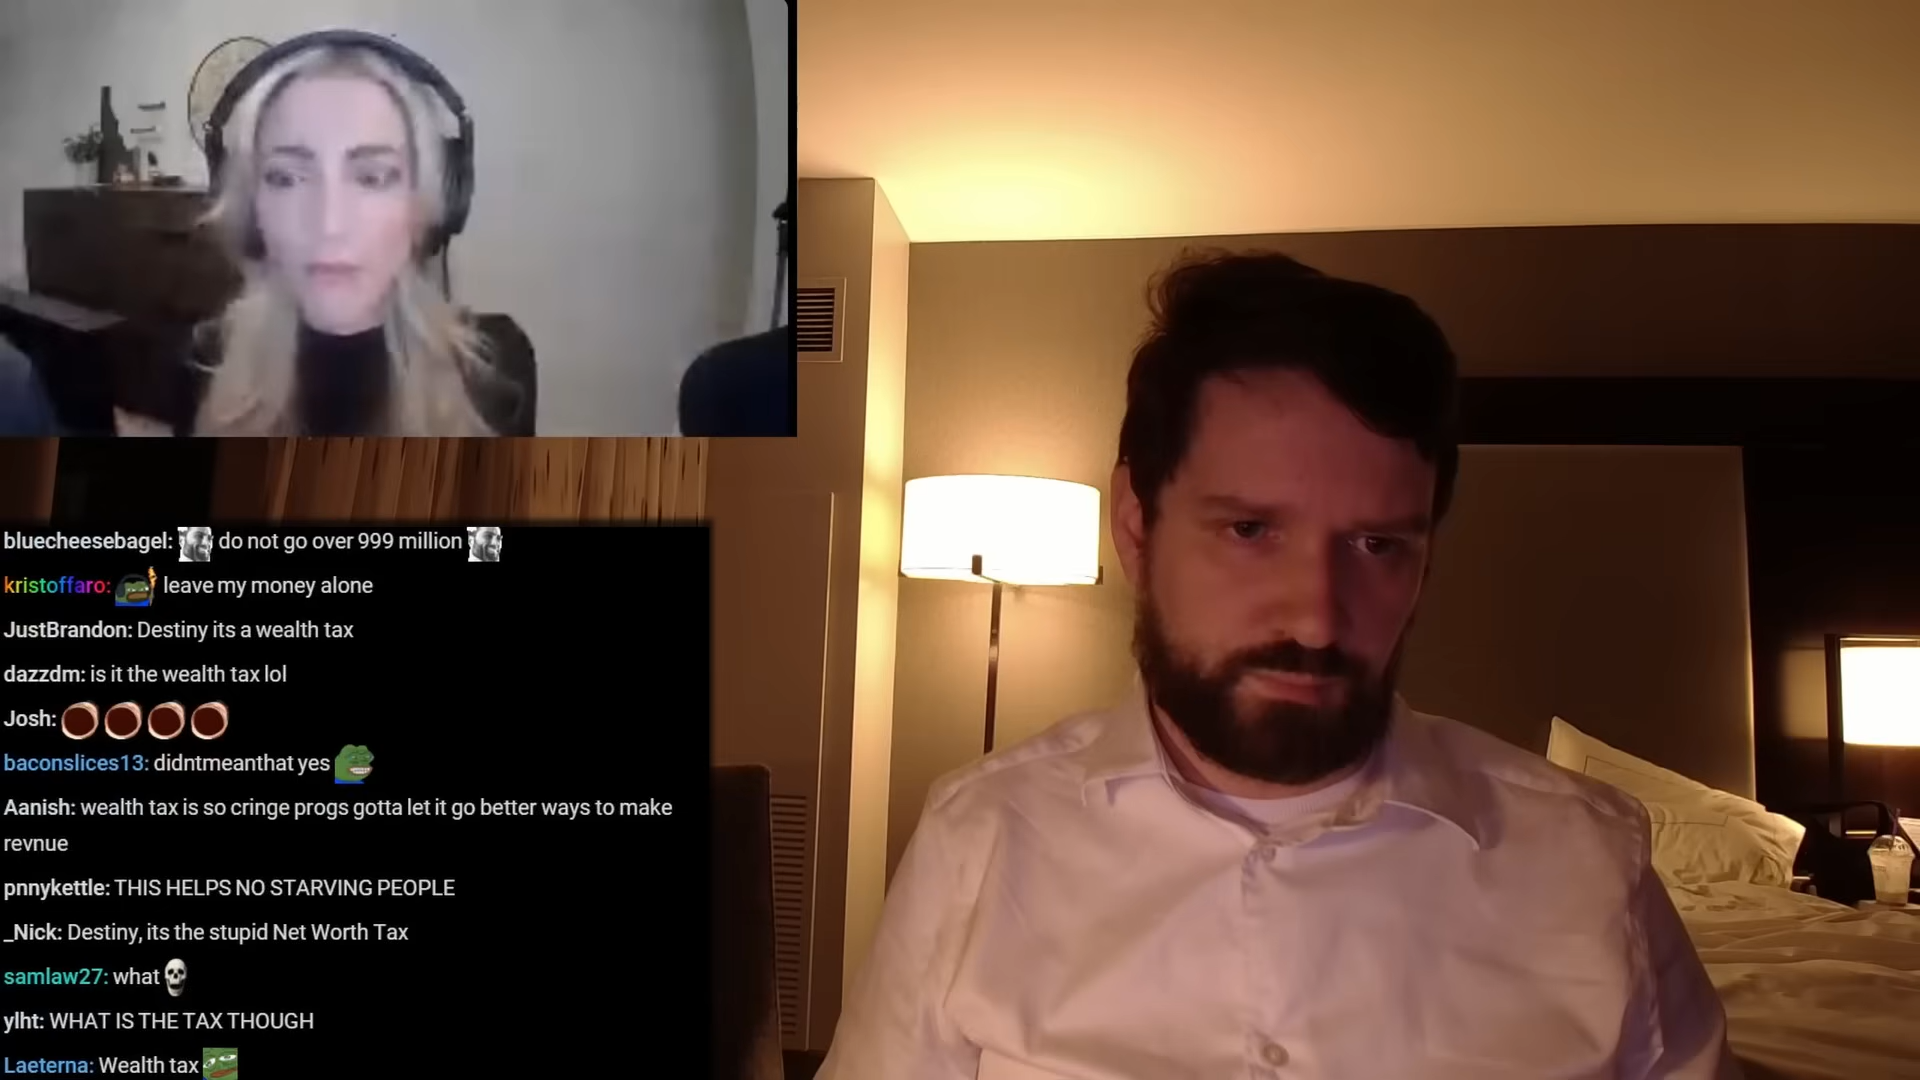 bluecheesebagel: do not go over 999 million
kristoffaro: leave my money alone
JustBrandon: Destiny its a wealth tax
dazzdm: is it the wealth tax lol
Josh:
baconslices13: didntmeanthat yes
Aanish: wealth tax is so cringe progs gotta let it go better ways to make
revnue
pnnykettle: THIS HELPS NO STARVING PEOPLE
_Nick: Destiny, its the stupid Net Worth Tax
samlaw27: what
ylht: WHAT IS THE TAX THOUGH
Laeterna: Wealth tax